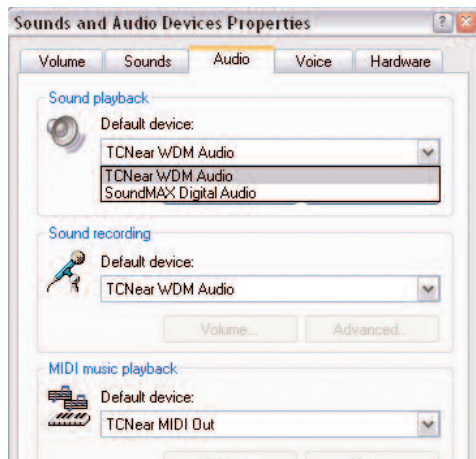 Sounds and Audio Devices Properties
Volume Sounds Audio Voice Hardware
Sound playback
Default device:
TCNear WDM Audio
TCNear WDM Audio
SoundMAX Digital Audio
Sound recording
Default device:
TCNear WDM Audio
Volume... Advanced...
MIDI music playback
Default device:
TCNear MIDI Out